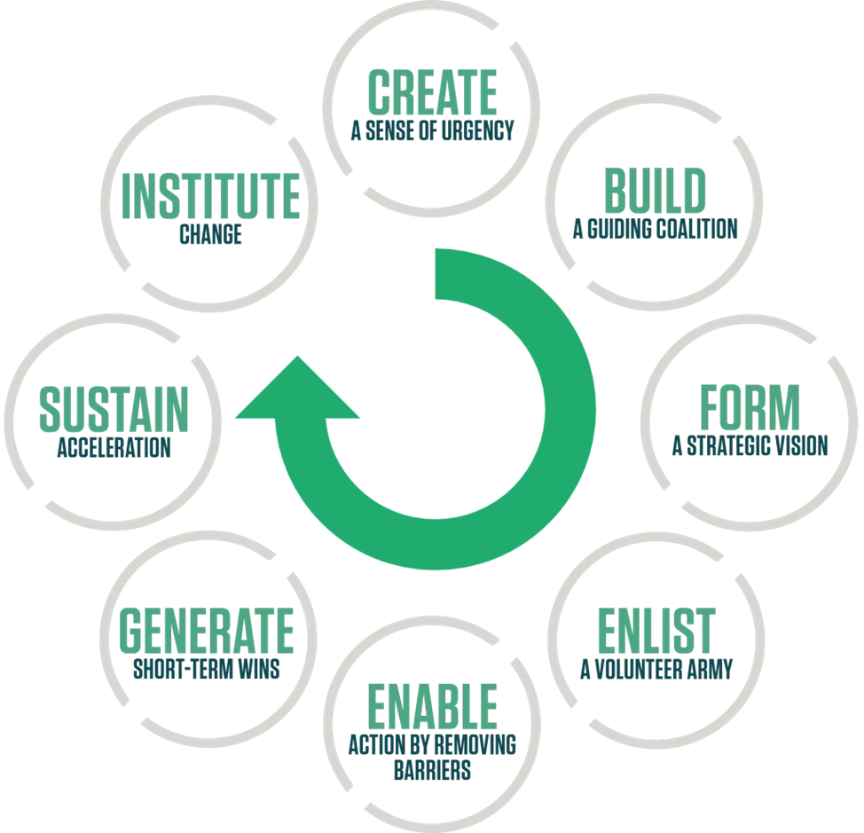 CREATE
A SENSE OF URGENCY
BUILD
A GUIDING COALITION
FORM
A STRATEGIC VISION
ENLIST
A VOLUNTEER ARMY
ENABLE
ACTION BY REMOVING
BARRIERS
GENERATE
SHORT-TERM WINS
SUSTAIN
ACCELERATION
INSTITUTE
CHANGE